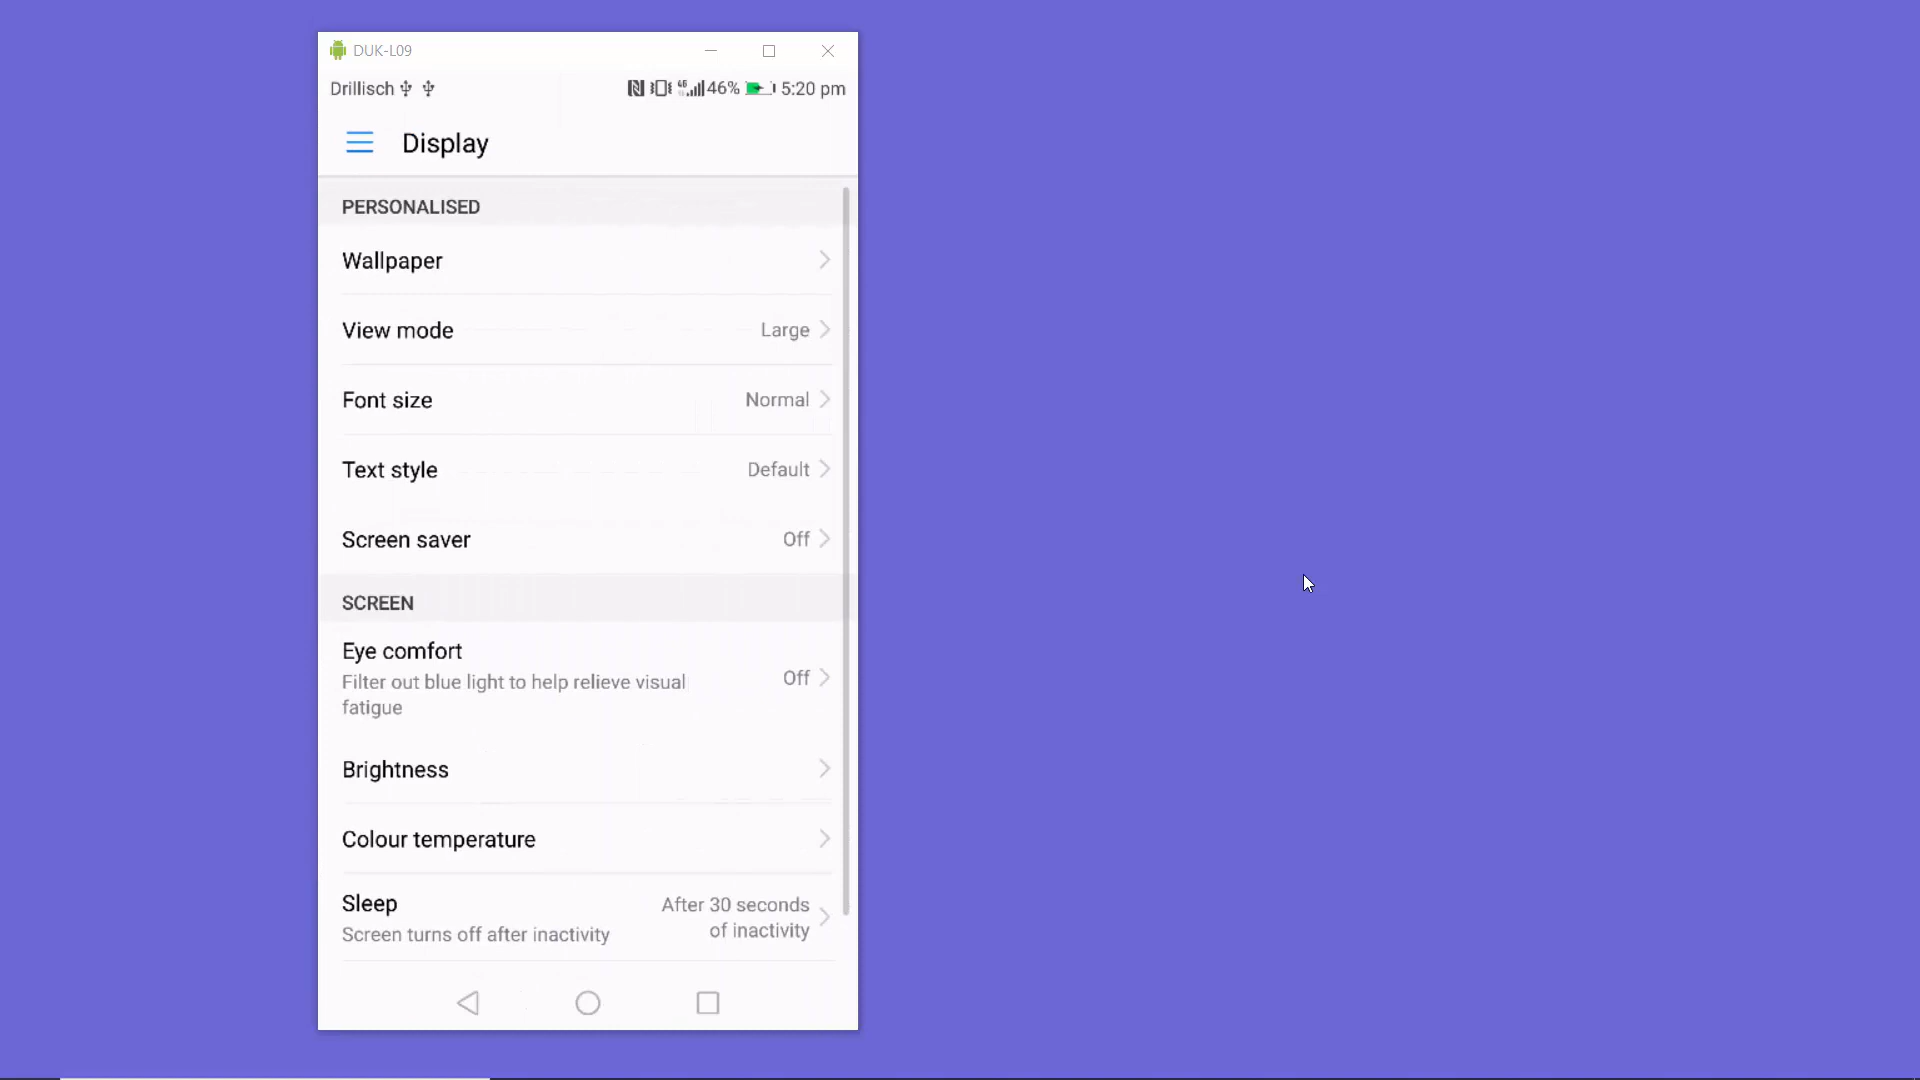 DUK-L09
Drillisch 46% 5:20 pm
Display
PERSONALISED
Wallpaper
View mode Large
Font size Normal
Text style Default
Screen saver Off
SCREEN
Eye comfort
Filter out blue light to help relieve visual
fatigue
Off
Brightness
Colour temperature
Sleep
Screen turns off after inactivity
After 30 seconds
of inactivity